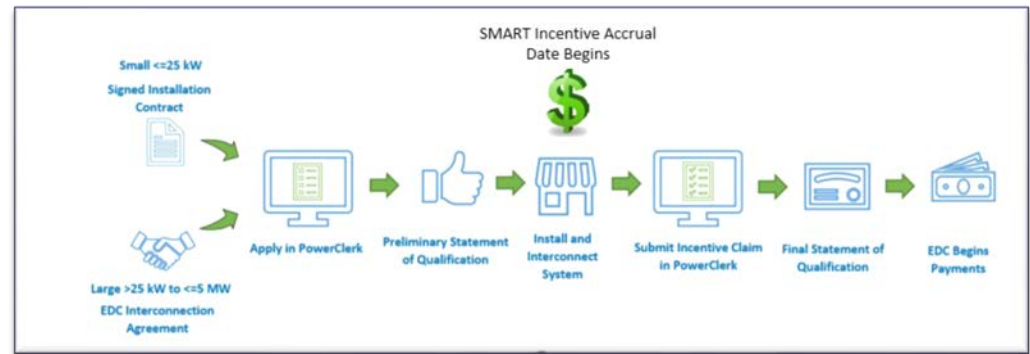 SMART Incentive Accrual
Date Begins
Small <=25 kW
Signed Installation
Contract
Apply in PowerClerk
Preliminary Statement
of Qualification
Install and
Interconnect
System
Submit Incentive Claim
in PowerClerk
Final Statement of
Qualification
EDC Begins
Payments
Large >25 kW to <=5 MW
EDC Interconnection
Agreement